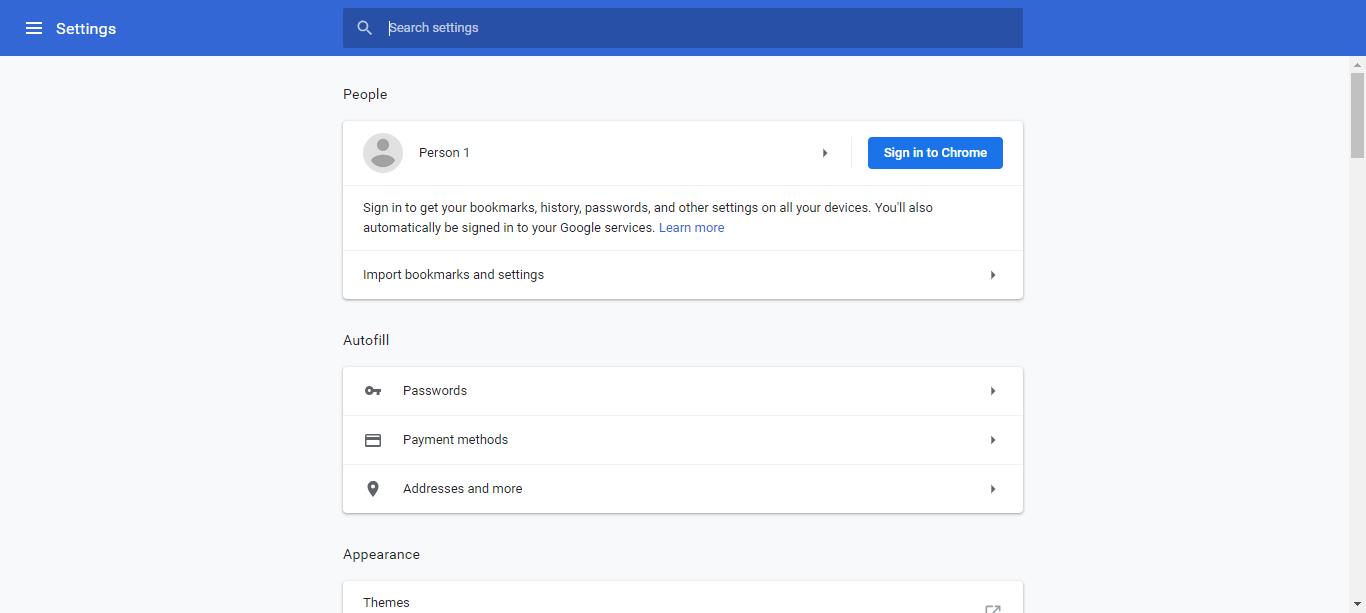 Settings
Search settings
People
Person 1
Sign in to Chrome
Sign in to get your bookmarks, history, passwords, and other settings on all your devices. You'll also
automatically be signed in to your Google services. Learn more
Import bookmarks and settings
Autofill
Passwords
Payment methods
Addresses and more
Appearance
Themes